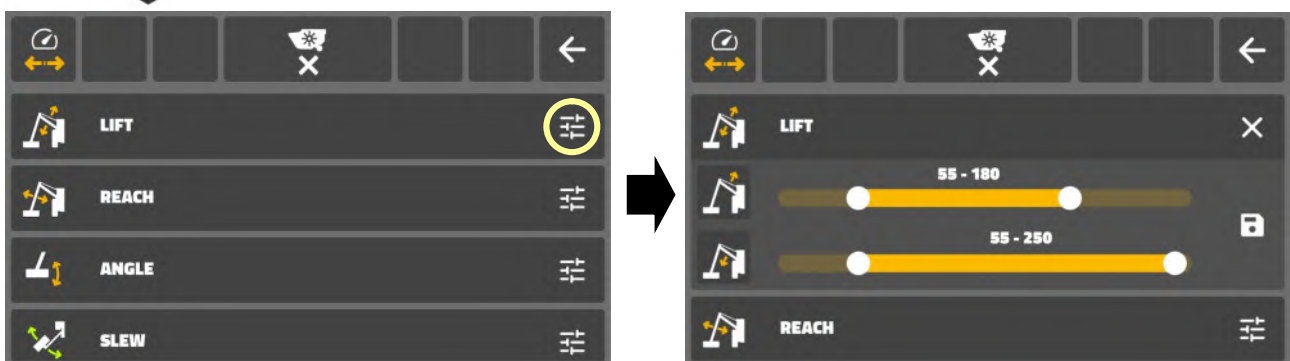 LIFT
REACH
ANGLE
SLEW
LIFT
55 - 180
55 - 250
REACH